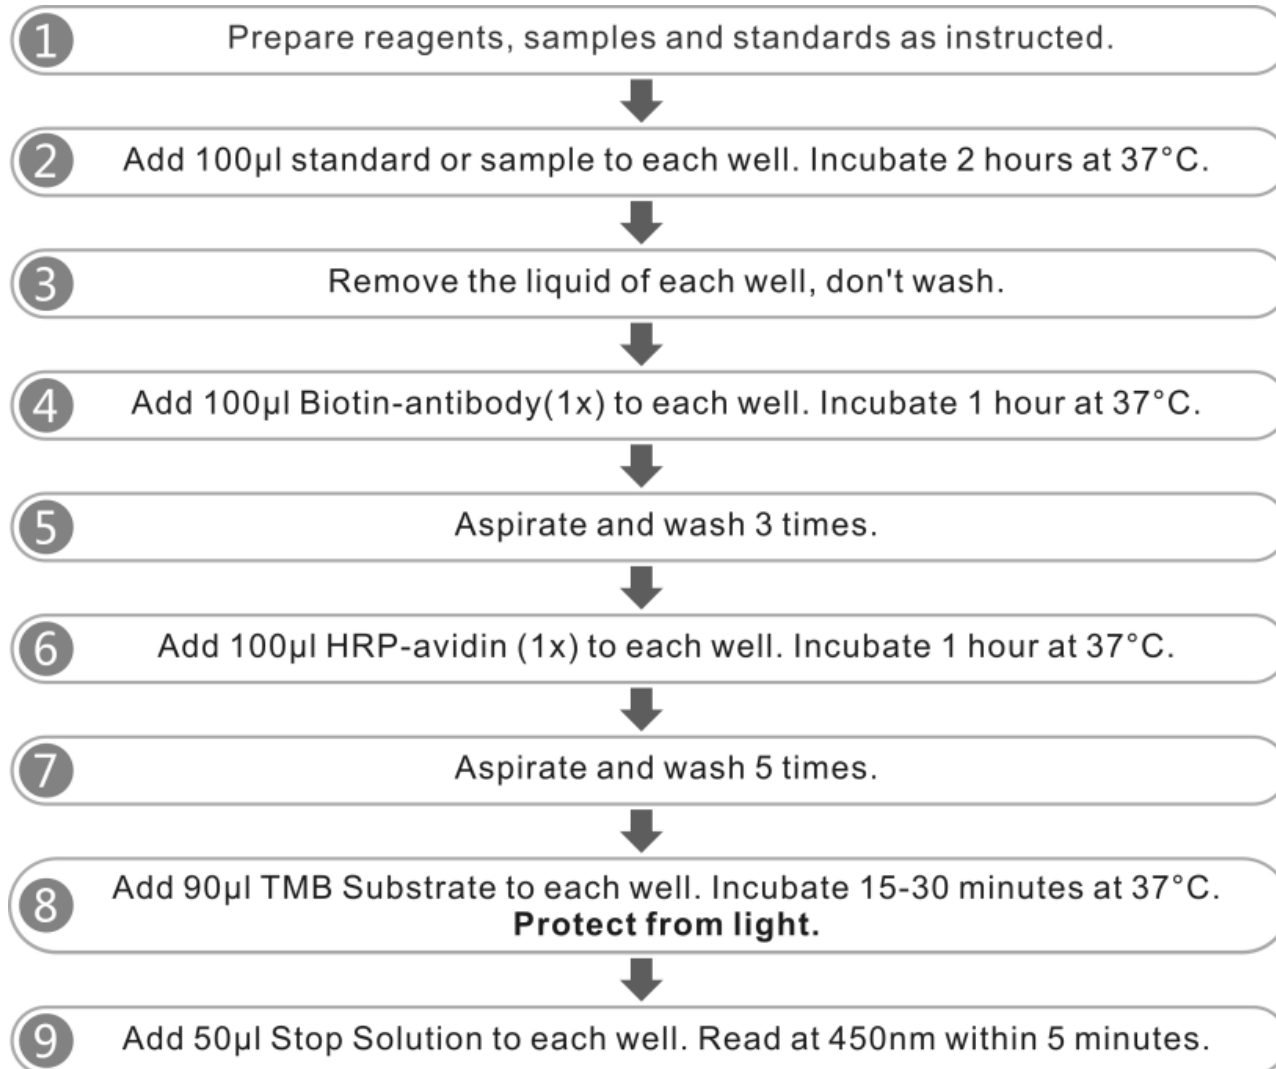 1 Prepare reagents, samples and standards as instructed.
2 Add 100µl standard or sample to each well. Incubate 2 hours at 37°C.
3 Remove the liquid of each well, don't wash.
4 Add 100µl Biotin-antibody(1x) to each well. Incubate 1 hour at 37°C.
5 Aspirate and wash 3 times.
6 Add 100µl HRP-avidin (1x) to each well. Incubate 1 hour at 37°C.
7 Aspirate and wash 5 times.
8 Add 90µl TMB Substrate to each well. Incubate 15-30 minutes at 37°C.
Protect from light.
9 Add 50µl Stop Solution to each well. Read at 450nm within 5 minutes.